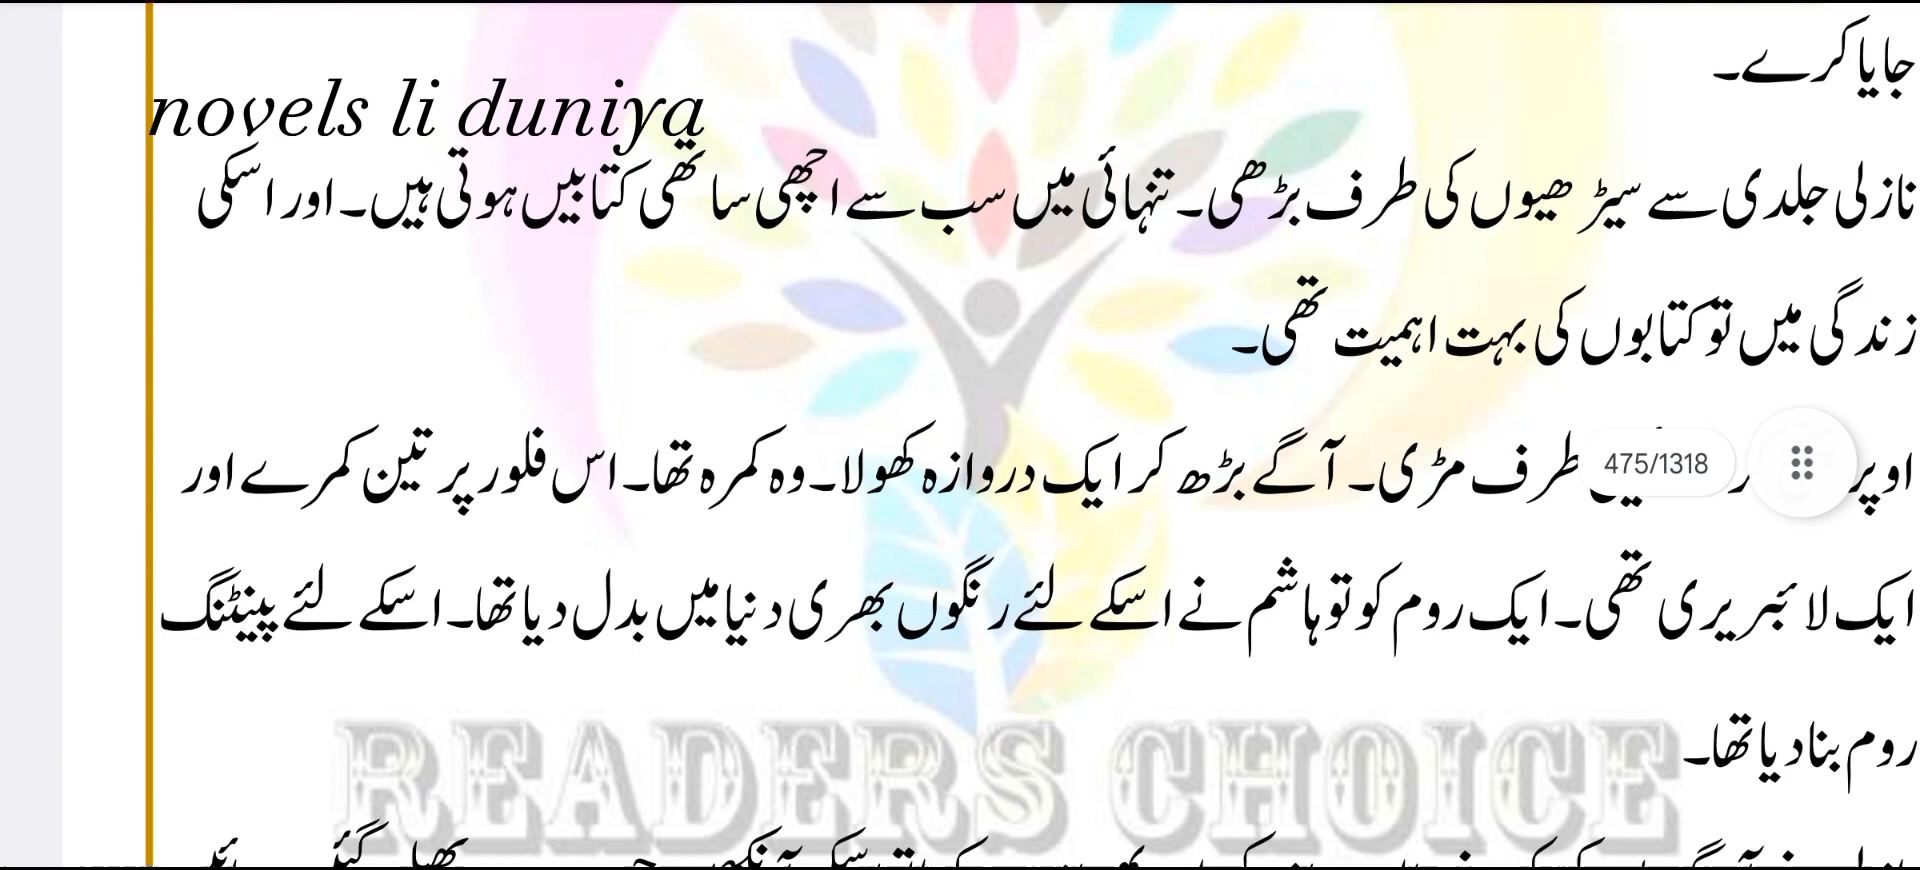 جایا کرے۔
novels li duniya
نازلی جلدی سے سیڑھیوں کی طرف بڑھی۔ تنہائی میں سب سے اچھی ساتھی کتابیں ہوتی ہیں۔ اور اسکی
زندگی میں تو کتابوں کی بہت اہمیت تھی۔
اوپر طرف مڑی۔ آگے بڑھ کر ایک دروازہ کھولا۔ وہ کمرہ تھا۔ اس فلور پر تین کمرے اور
475/1318
ایک لائبریری تھی۔ ایک روم کو تو ہاشم نے اسکے لئے رنگوں بھری دنیا میں بدل دیا تھا۔ اسکے لئے پینٹنگ
روم بنا دیا تھا۔
READERS CHOICE